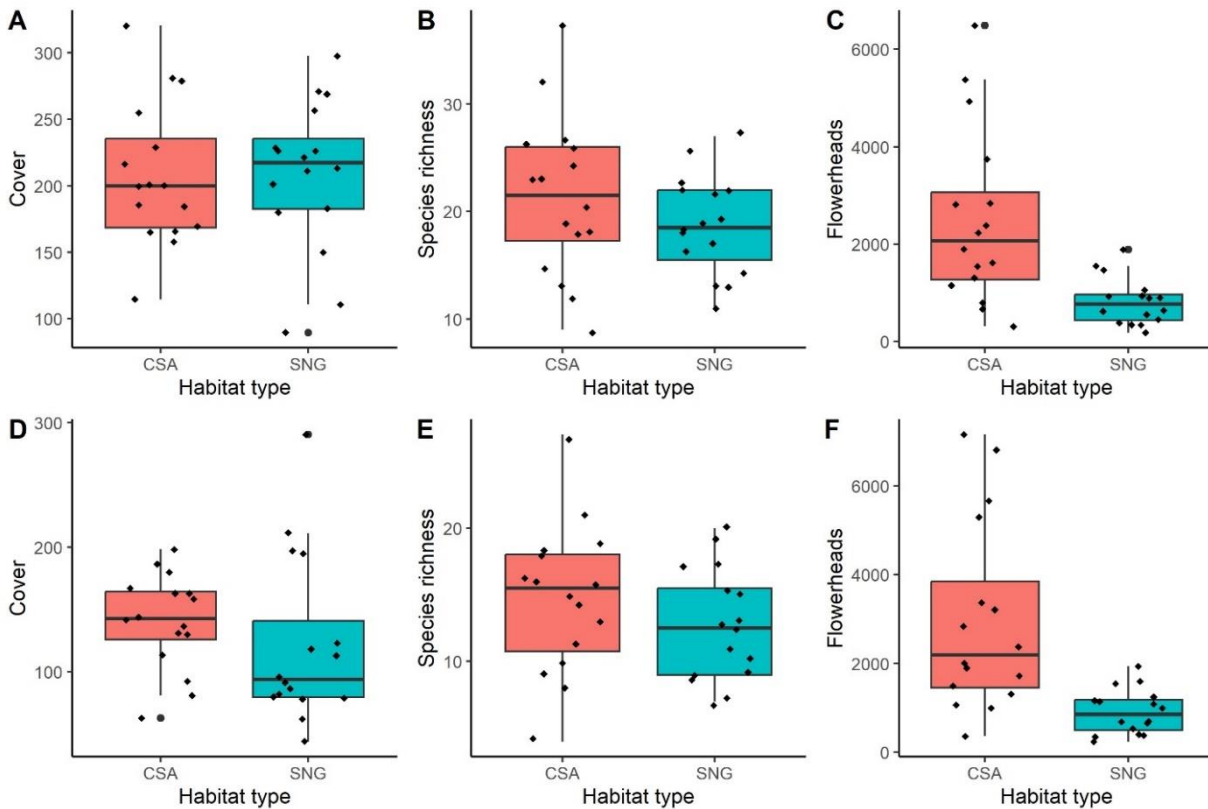 A
Cover
300
250
200
150
100
CSA
SNG
Habitat type
B
Species richness
30
20
10
CSA
SNG
Habitat type
C
Flowerheads
6000
4000
2000
0
CSA
SNG
Habitat type
D
Cover
300
200
100
CSA
SNG
Habitat type
E
Species richness
20
10
CSA
SNG
Habitat type
F
Flowerheads
6000
4000
2000
0
CSA
SNG
Habitat type